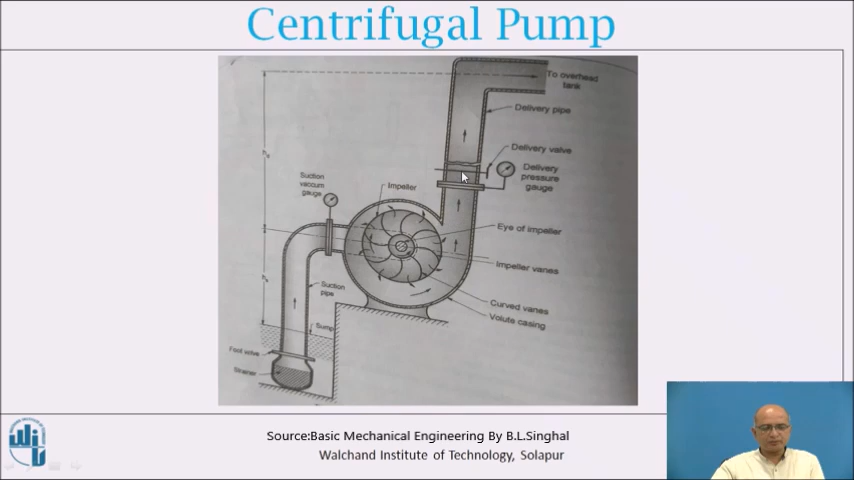 Centrifugal Pump
To overhead
tank
Delivery pipe
Delivery valve
Delivery
pressure
gauge
Suction
vaccum
gauge
Impeller
Eye of impeller
Impeller vanes
Suction
pipe
Curved vanes
Volute casing
Sump
Foot valve
Strainer
Source:Basic Mechanical Engineering By B.L.Singhal
Walchand Institute of Technology, Solapur